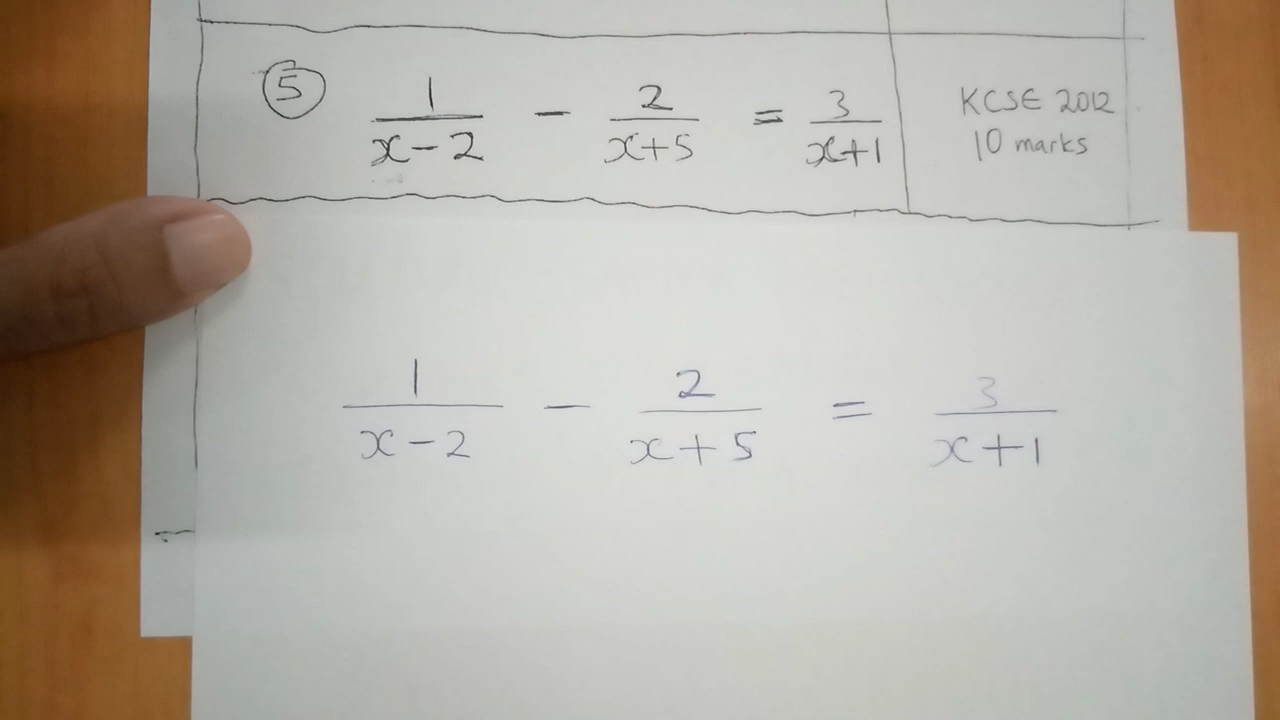 ⑤ 1/(x-2) - 2/(x+5) = 3/(x+1)
KCSE 2012
10 marks
1/(x-2) - 2/(x+5) = 3/(x+1)